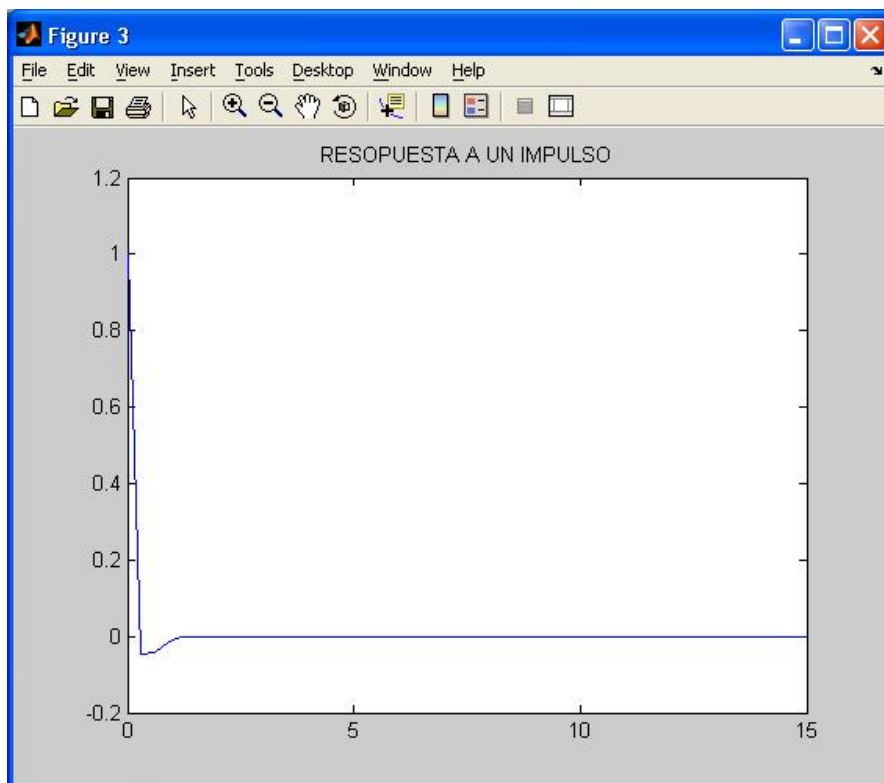 Figure 3
File Edit View Insert Tools Desktop Window Help
RESOPUESTA A UN IMPULSO
1.2
1
0.8
0.6
0.4
0.2
0
-0.2
0 5 10 15